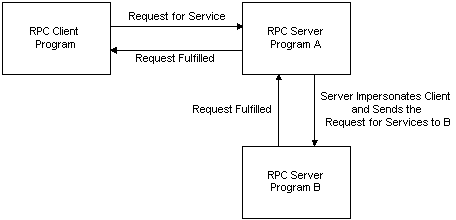 Request for Service
RPC Client
Program
RPC Server
Program A
Request Fulfilled
Request Fulfilled
Server Impersonates Client
and Sends the
Request for Services to B
RPC Server
Program B